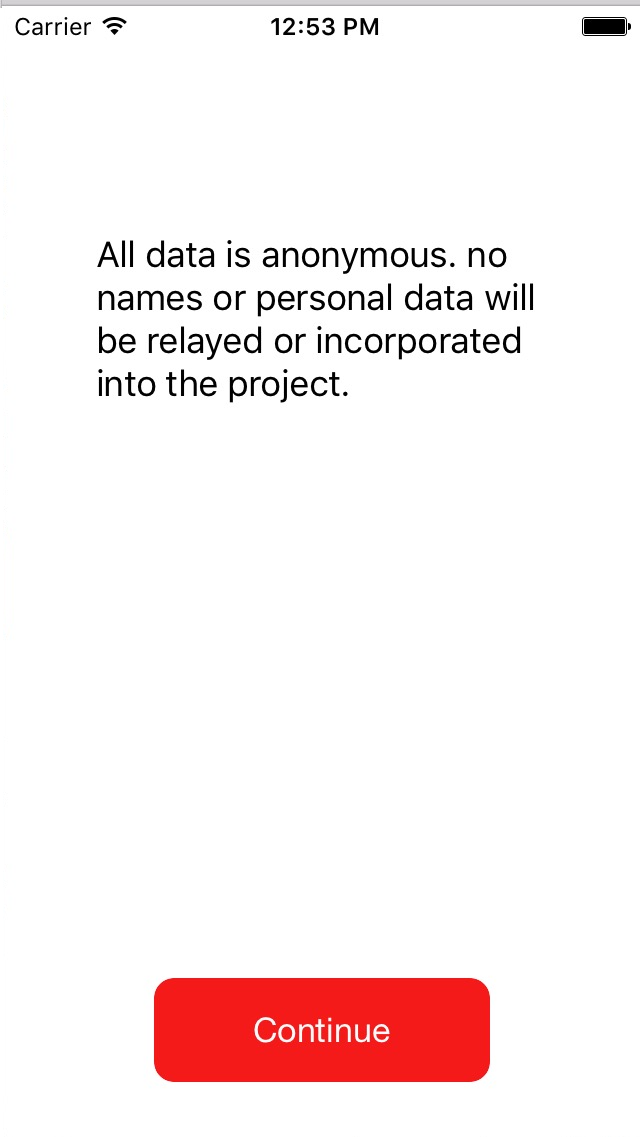 Carrier 12:53 PM
All data is anonymous. no
names or personal data will
be relayed or incorporated
into the project.
Continue